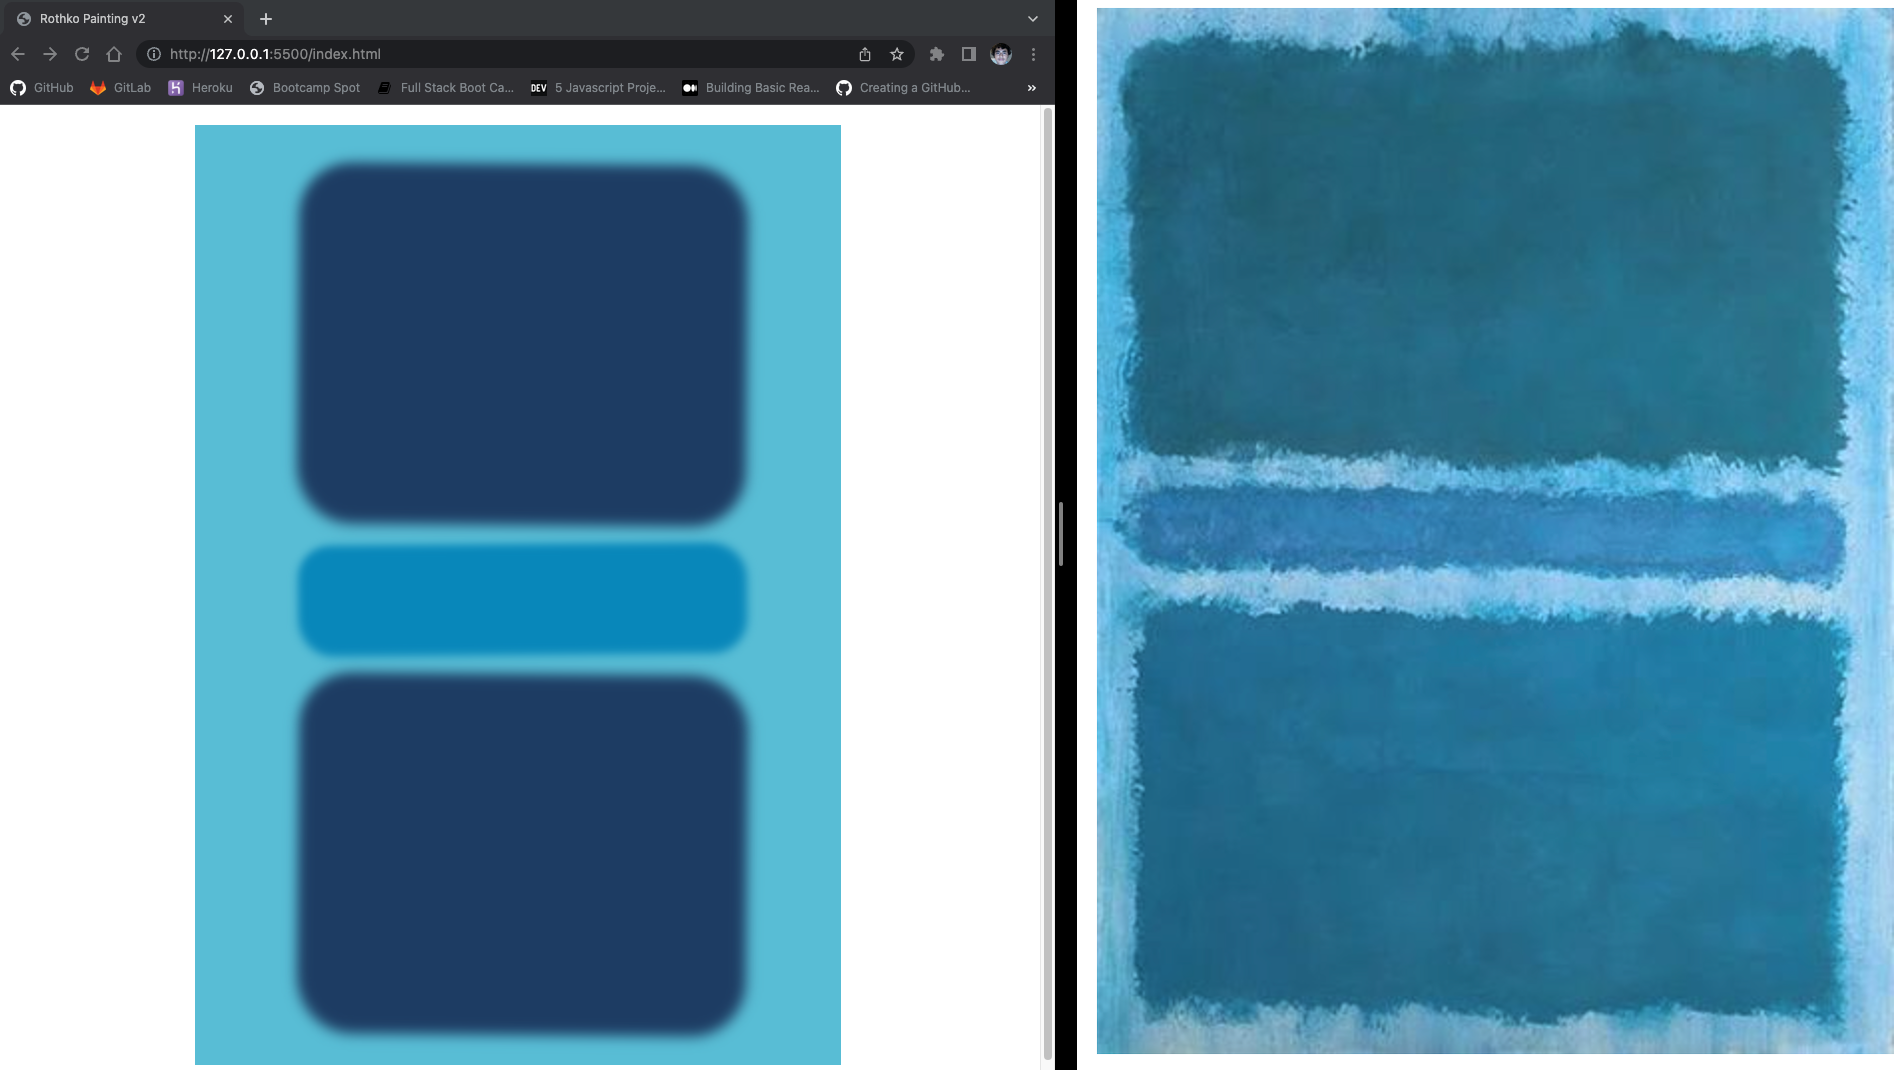 Rothko Painting v2
http://127.0.0.1:5500/index.html
GitHub GitLab Heroku Bootcamp Spot Full Stack Boot Ca... DEV 5 Javascript Proje... Building Basic Rea... Creating a GitHub... »